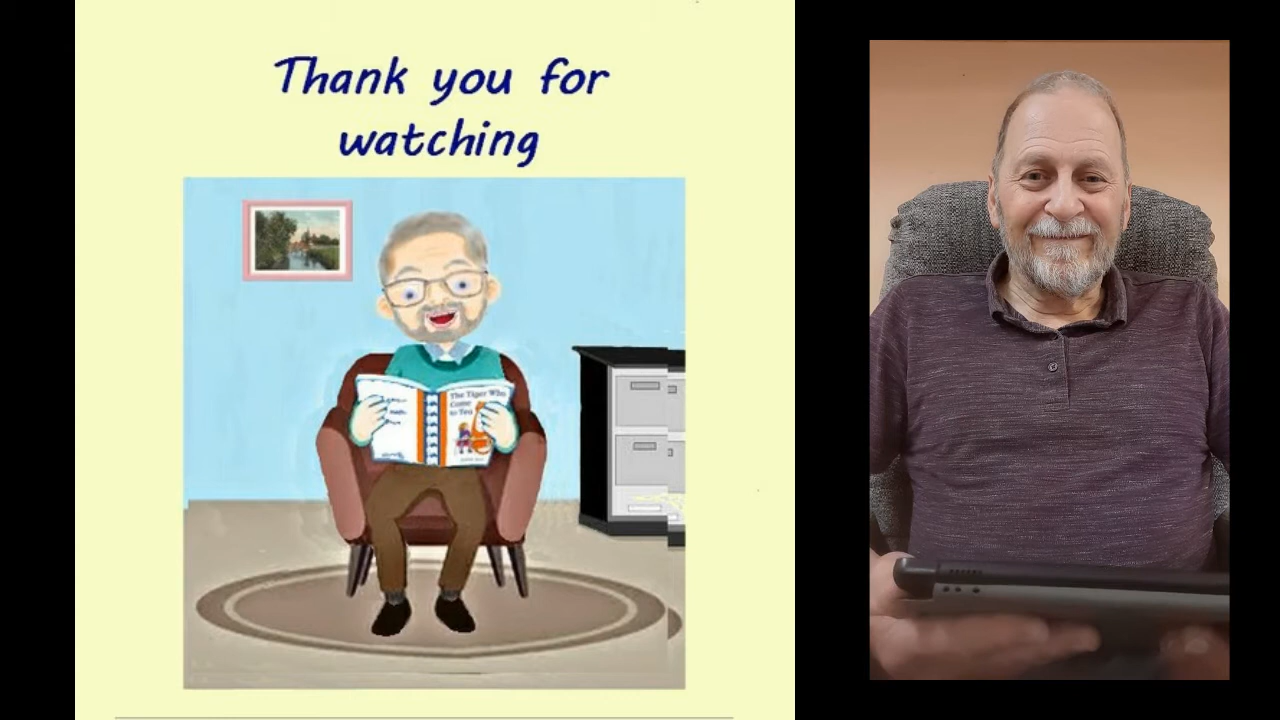 Thank you for
watching
The Tiger Who
Came
to Tea